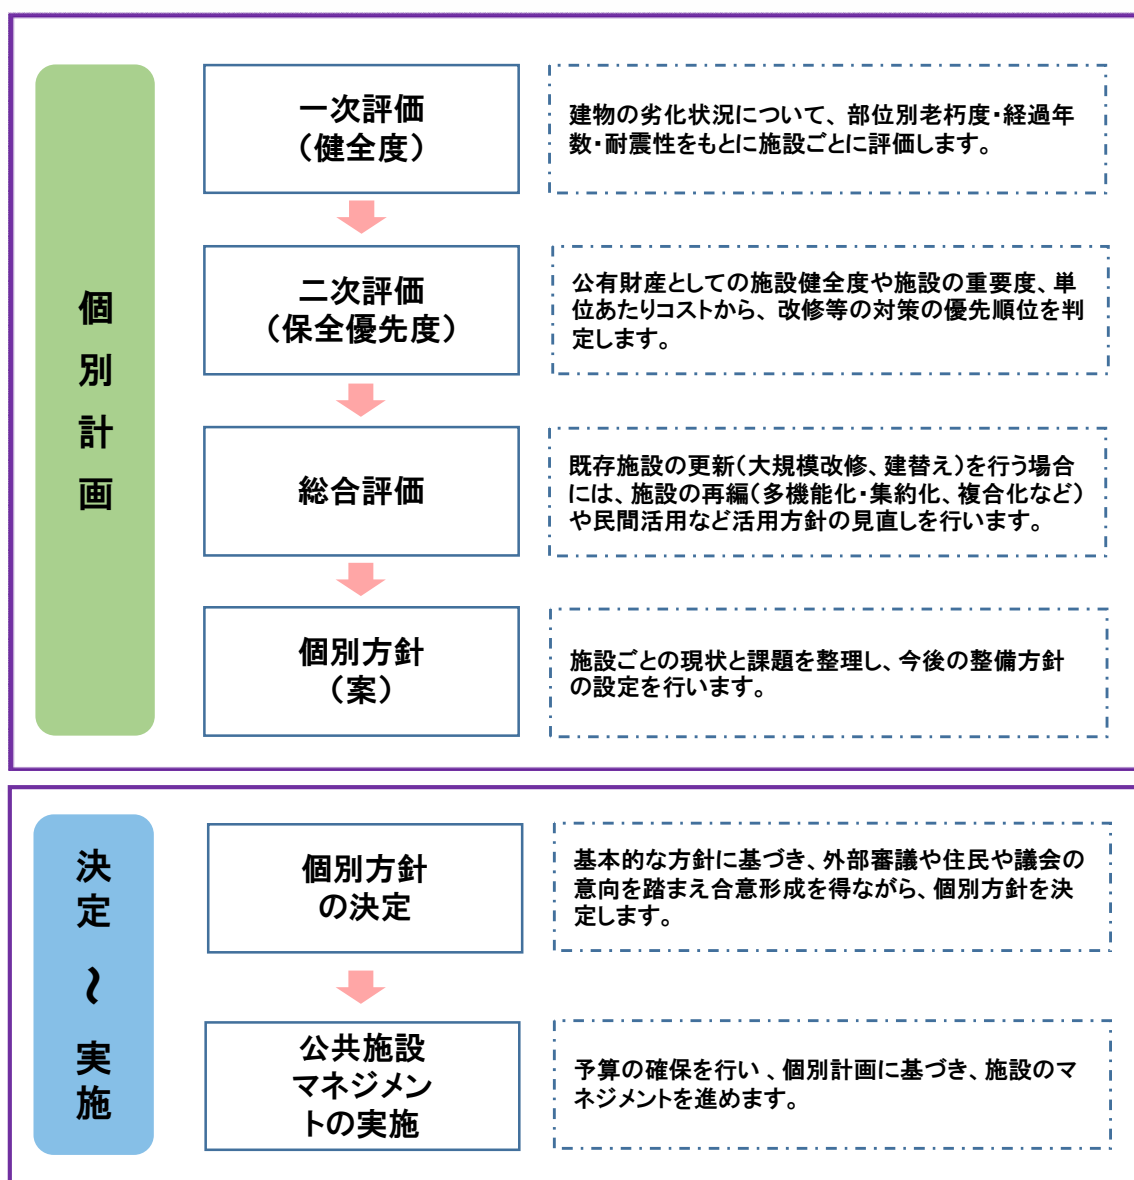 個別計画
一次評価
（健全度）
建物の劣化状況について、部位別老朽度・経過年
数・耐震性をもとに施設ごとに評価します。
二次評価
（保全優先度）
公有財産としての施設健全度や施設の重要度、単
位あたりコストから、改修等の対策の優先順位を判
定します。
総合評価
既存施設の更新（大規模改修、建替え）を行う場合
には、施設の再編（多機能化・集約化、複合化など）
や民間活用など活用方針の見直しを行います。
個別方針
（案）
施設ごとの現状と課題を整理し、今後の整備方針
の設定を行います。
決定～実施
個別方針
の決定
基本的な方針に基づき、外部審議や住民や議会の
意向を踏まえ合意形成を得ながら、個別方針を決
定します。
公共施設
マネジメン
トの実施
予算の確保を行い 、個別計画に基づき、施設のマ
ネジメントを進めます。